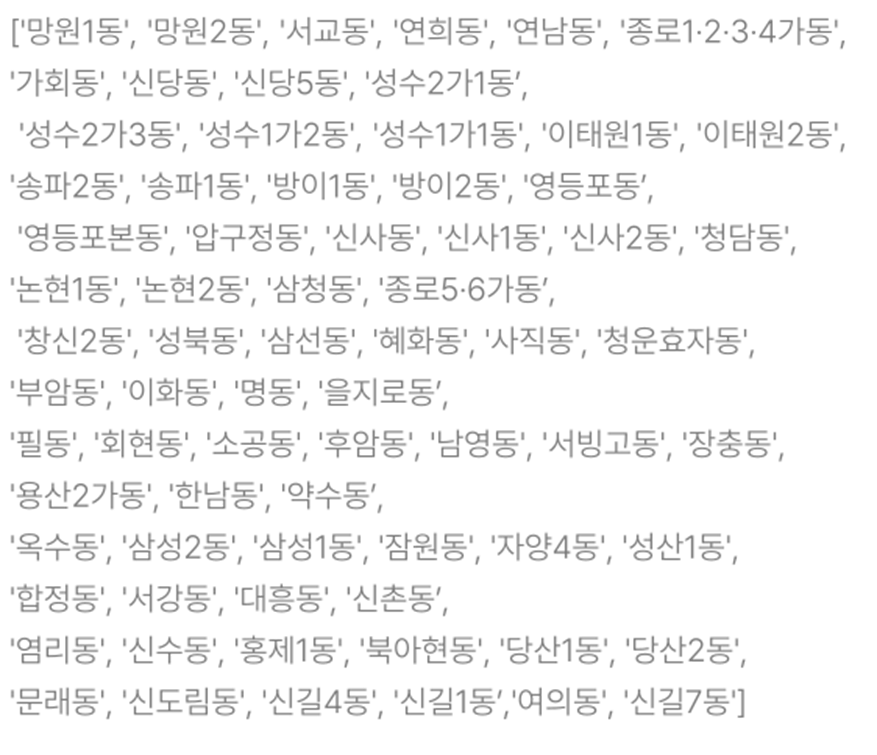 ['망원1동', '망원2동', '서교동', '연희동', '연남동', '종로1·2·3·4가동',
'가회동', '신당동', '신당5동', '성수2가1동’,
'성수2가3동', '성수1가2동', '성수1가1동', '이태원1동', '이태원2동',
'송파2동', '송파1동', '방이1동', '방이2동', '영등포동’,
'영등포본동', '압구정동', '신사동', '신사1동', '신사2동', '청담동',
'논현1동', '논현2동', '삼청동', '종로5·6가동’,
'창신2동', '성북동', '삼선동', '혜화동', '사직동', '청운효자동',
'부암동', '이화동', '명동', '을지로동’,
'필동', '회현동', '소공동', '후암동', '남영동', '서빙고동', '장충동',
'용산2가동', '한남동', '약수동’,
'옥수동', '삼성2동', '삼성1동', '잠원동', '자양4동', '성산1동',
'합정동', '서강동', '대흥동', '신촌동’,
'염리동', '신수동', '홍제1동', '북아현동', '당산1동', '당산2동',
'문래동', '신도림동', '신길4동', '신길1동’,'여의동', '신길7동']